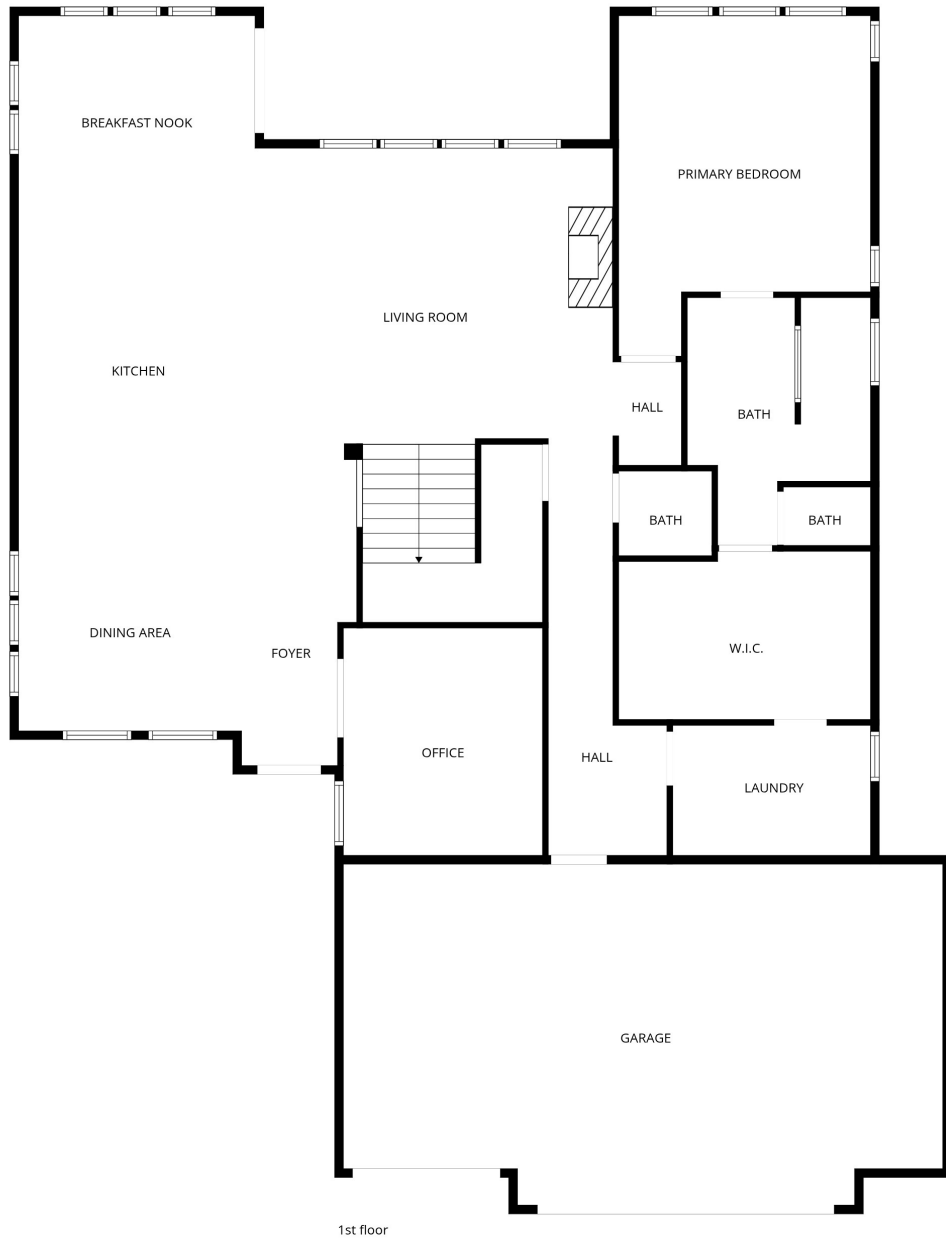 BREAKFAST NOOK
PRIMARY BEDROOM
LIVING ROOM
KITCHEN
HALL
BATH
BATH
BATH
DINING AREA
FOYER
W.I.C.
OFFICE
HALL
LAUNDRY
GARAGE
1st floor